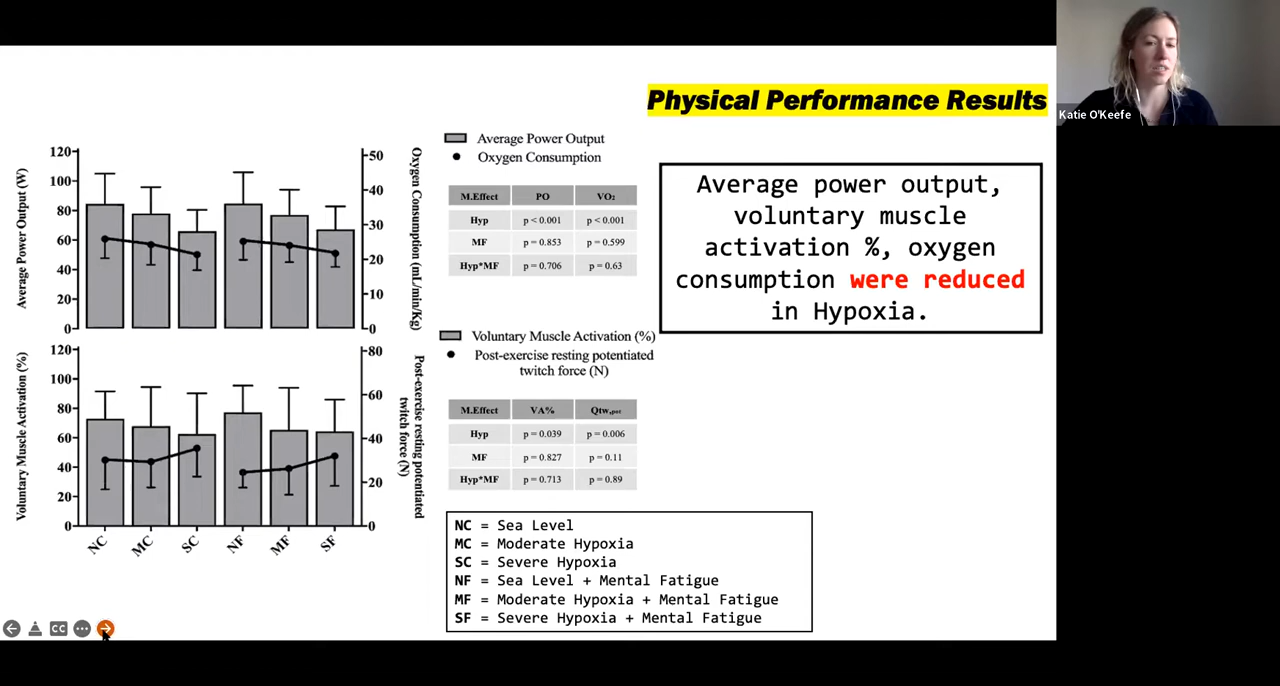 Physical Performance Results
Katie O'Keefe
Average Power Output
Oxygen Consumption
Average Power Output (W)
120
100
80
60
40
20
0
50
40
30
20
10
0
Oxygen Consumption (mL/min/Kg)
M.Effect PO VO₂
Hyp p < 0.001 p < 0.001
MF p = 0.853 p = 0.599
Hyp*MF p = 0.706 p = 0.63
Average power output,
voluntary muscle
activation %, oxygen
consumption were reduced
in Hypoxia.
Voluntary Muscle Activation (%)
Post-exercise resting potentiated
twitch force (N)
Voluntary Muscle Activation (%)
120
100
80
60
40
20
0
80
60
40
20
0
Post-exercise resting potentiated
twitch force (N)
NC MC SC NF MF SF
M.Effect VA% Qtw,pot
Hyp p = 0.039 p = 0.006
MF p = 0.827 p = 0.11
Hyp*MF p = 0.713 p = 0.89
NC = Sea Level
MC = Moderate Hypoxia
SC = Severe Hypoxia
NF = Sea Level + Mental Fatigue
MF = Moderate Hypoxia + Mental Fatigue
SF = Severe Hypoxia + Mental Fatigue
CC